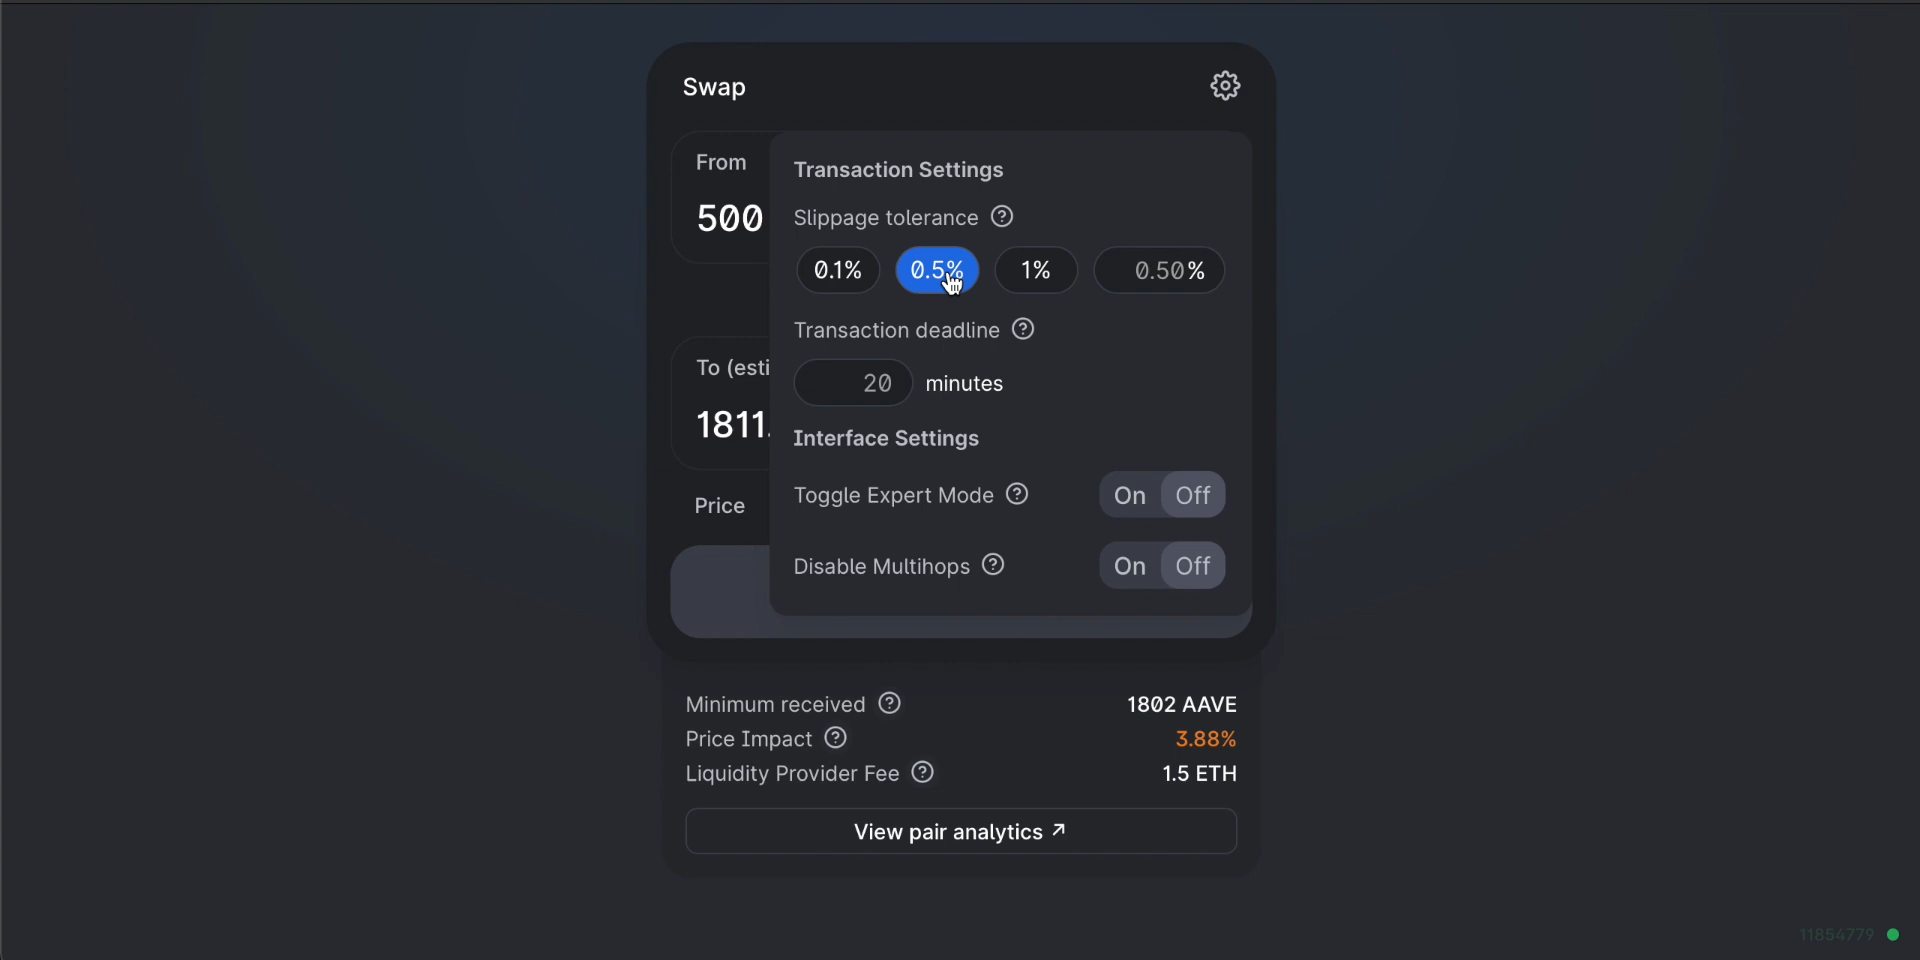 Swap
From
500
Transaction Settings
Slippage tolerance
0.1% 0.5% 1% 0.50%
Transaction deadline
20 minutes
To (esti
1811.
Interface Settings
Toggle Expert Mode On Off
Price
Disable Multihops On Off
Minimum received 1802 AAVE
Price Impact 3.88%
Liquidity Provider Fee 1.5 ETH
View pair analytics ↗
11854779